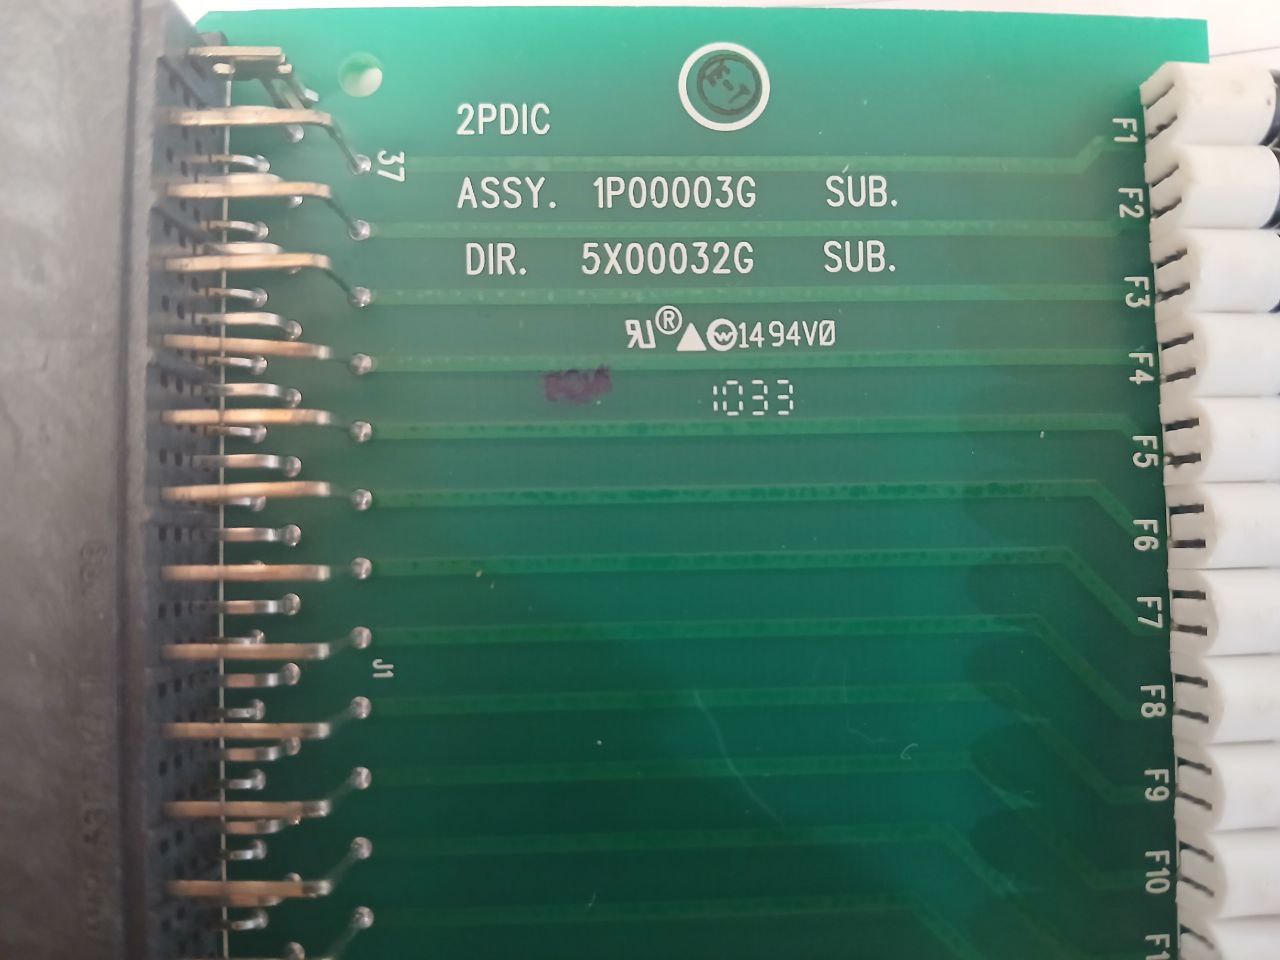 2PDIC
37
ASSY. 1P00003G SUB.
DIR. 5X00032G SUB.
® 1494V0
1033
J1
F1
F2
F3
F4
F5
F6
F7
F8
F9
F10